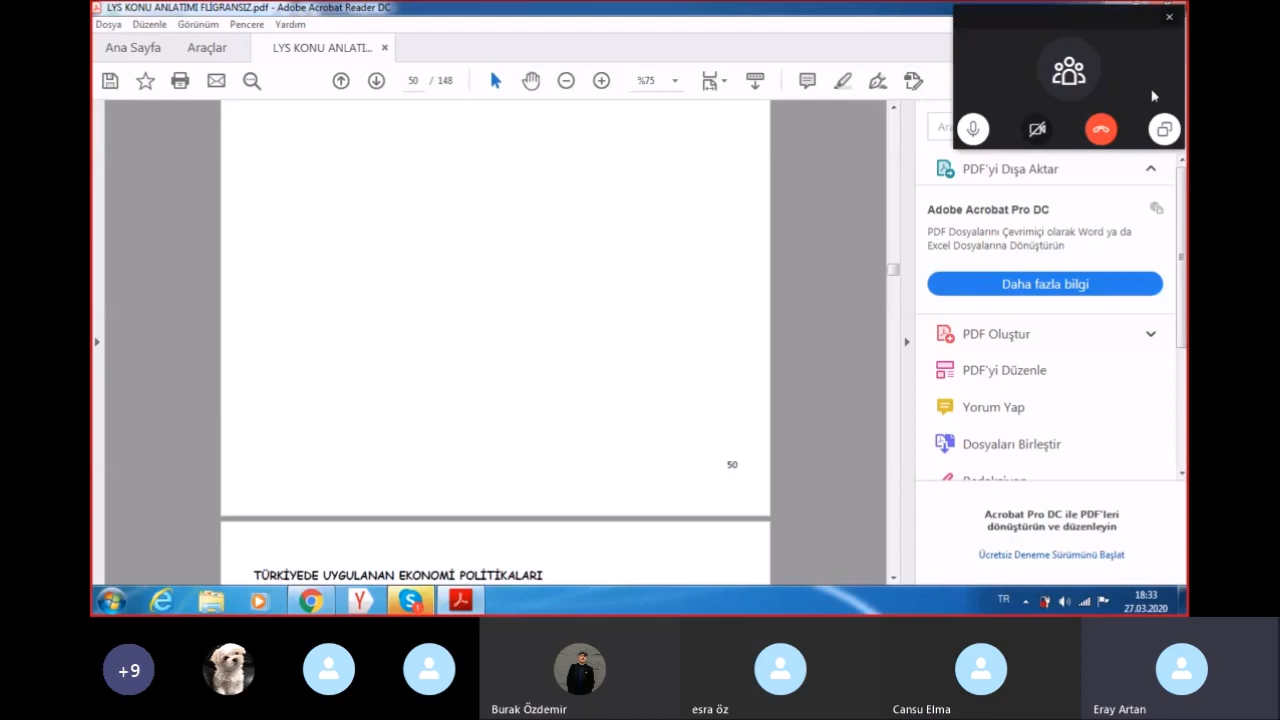 LYS KONU ANLATIMI FLİGRANSIZ.pdf - Adobe Acrobat Reader DC
Dosya Düzenle Görünüm Pencere Yardım
Ana Sayfa Araçlar LYS KONU ANLATI... ×
50 / 148 %75
PDF'yi Dışa Aktar
Adobe Acrobat Pro DC
PDF Dosyalarını Çevrimiçi olarak Word ya da
Excel Dosyalarına Dönüştürün
Daha fazla bilgi
PDF Oluştur
PDF'yi Düzenle
Yorum Yap
Dosyaları Birleştir
50
Acrobat Pro DC ile PDF'leri
dönüştürün ve düzenleyin
Ücretsiz Deneme Sürümünü Başlat
TÜRKİYEDE UYGULANAN EKONOMİ POLİTİKALARI
TR 18:33
27.03.2020
+9
Burak Özdemir esra öz Cansu Elma Eray Artan